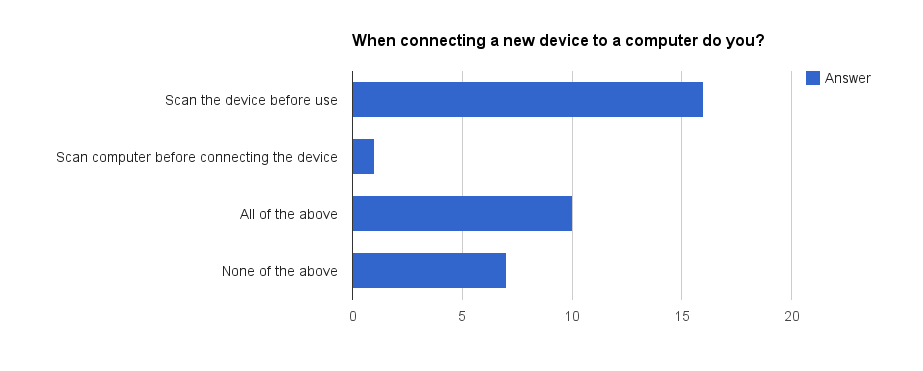 When connecting a new device to a computer do you?
Answer
Scan the device before use
Scan computer before connecting the device
All of the above
None of the above
0 5 10 15 20